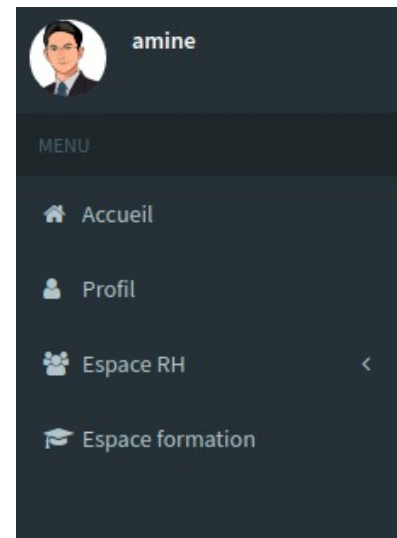 amine
MENU
Accueil
Profil
Espace RH
Espace formation